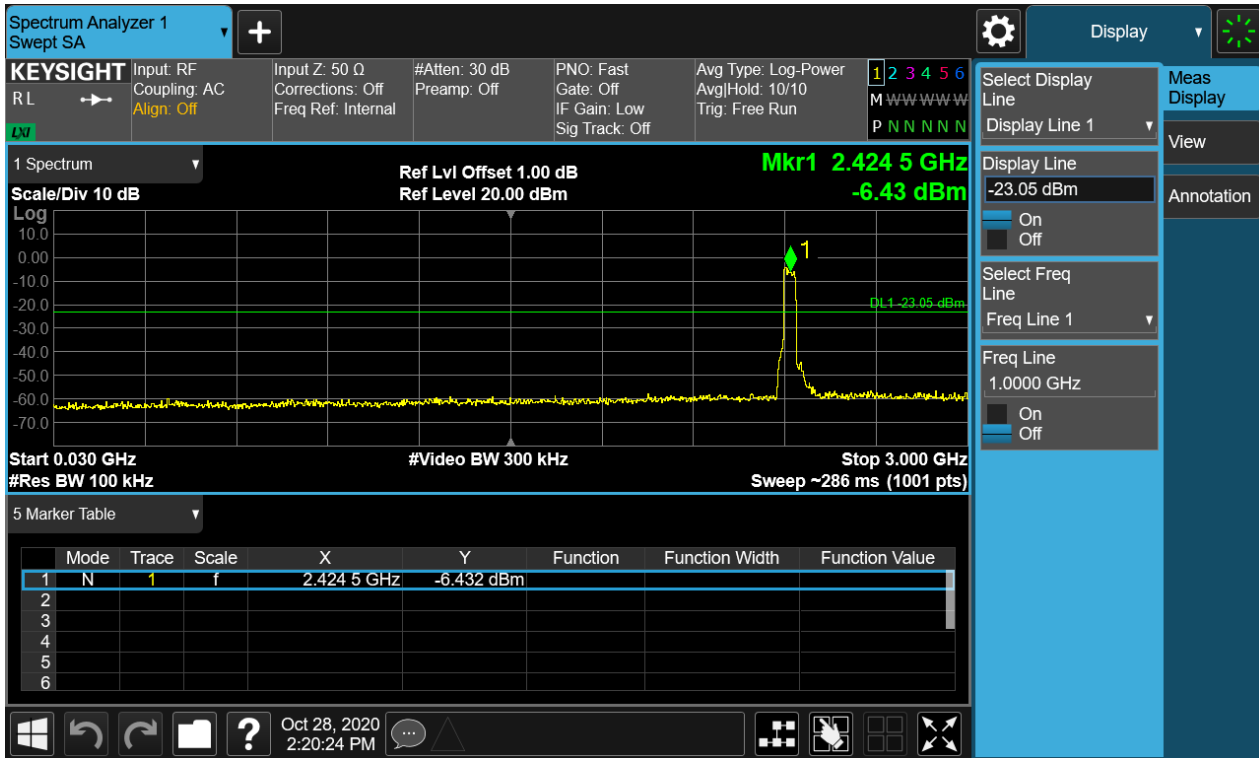 Spectrum Analyzer 1
Swept SA
+
Display
KEYSIGHT
R L
LXI
Input: RF
Coupling: AC
Align: Off
Input Z: 50 Ω
Corrections: Off
Freq Ref: Internal
#Atten: 30 dB
Preamp: Off
PNO: Fast
Gate: Off
IF Gain: Low
Sig Track: Off
Avg Type: Log-Power
Avg|Hold: 10/10
Trig: Free Run
1 2 3 4 5 6
M W W W W W
P N N N N N
1 Spectrum
Scale/Div 10 dB
Ref Lvl Offset 1.00 dB
Ref Level 20.00 dBm
Mkr1 2.424 5 GHz
-6.43 dBm
Log
10.0
0.00
-10.0
-20.0
-30.0
-40.0
-50.0
-60.0
-70.0
1
DL1 -23.05 dBm
Start 0.030 GHz
#Res BW 100 kHz
#Video BW 300 kHz
Stop 3.000 GHz
Sweep ~286 ms (1001 pts)
5 Marker Table
Mode Trace Scale X Y Function Function Width Function Value
1 N 1 f 2.424 5 GHz -6.432 dBm
2
3
4
5
6
?
Oct 28, 2020
2:20:24 PM
Select Display
Line
Display Line 1
Display Line
-23.05 dBm
On
Off
Select Freq
Line
Freq Line 1
Freq Line
1.0000 GHz
On
Off
Meas
Display
View
Annotation